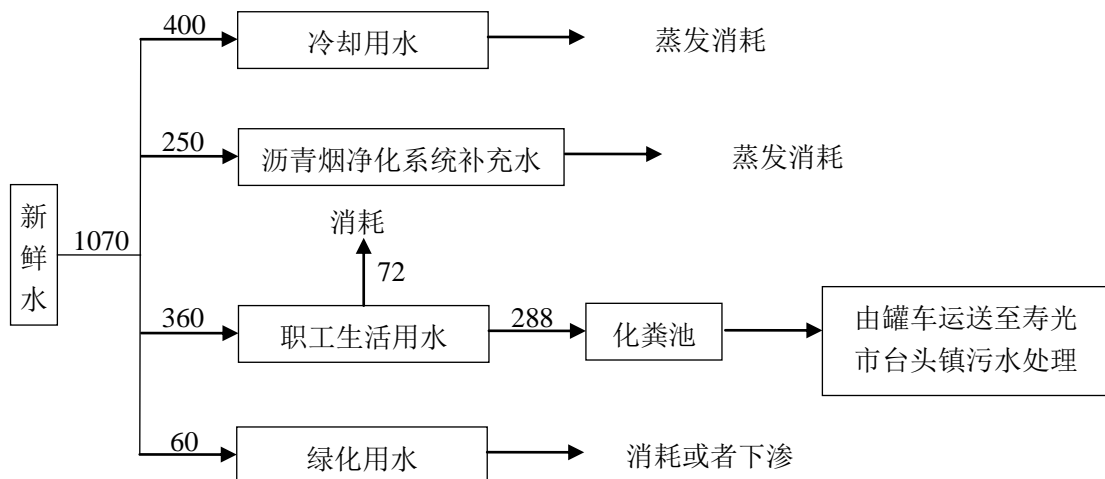 400
冷却用水
蒸发消耗
250
沥青烟净化系统补充水
蒸发消耗
新鲜水
1070
消耗
72
360
职工生活用水
288
化粪池
由罐车运送至寿光
市台头镇污水处理
60
绿化用水
消耗或者下渗